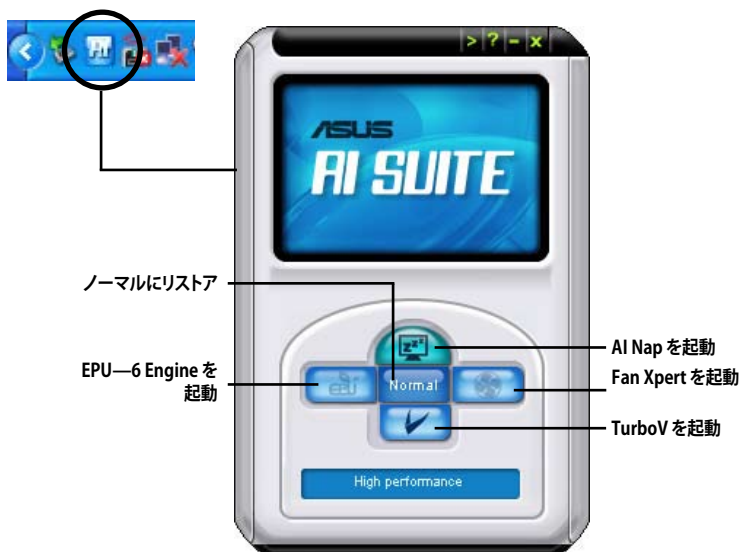 > ? - x
ASUS
AI SUITE
ノーマルにリストア
AI Nap を起動
EPU—6 Engine を
起動
Normal
Fan Xpert を起動
TurboV を起動
High performance